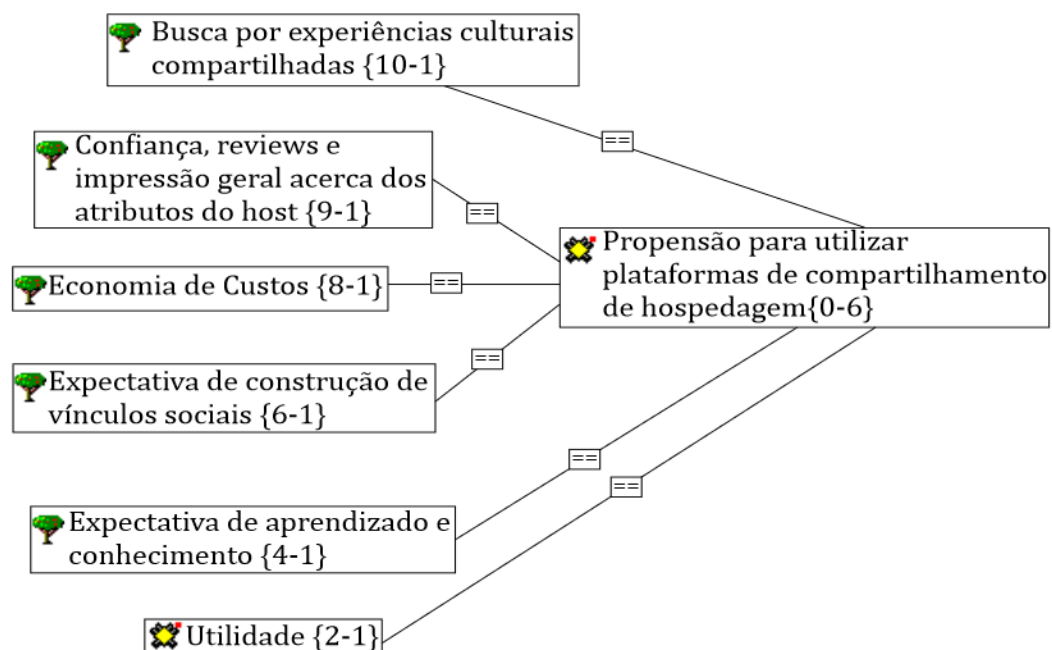 Busca por experiências culturais
compartilhadas {10-1}
==
Confiança, reviews e
impressão geral acerca dos
atributos do host {9-1}
==
Propensão para utilizar
plataformas de compartilhamento
de hospedagem{0-6}
Economia de Custos {8-1}
==
==
Expectativa de construção de
vínculos sociais {6-1}
==
==
Expectativa de aprendizado e
conhecimento {4-1}
Utilidade {2-1}